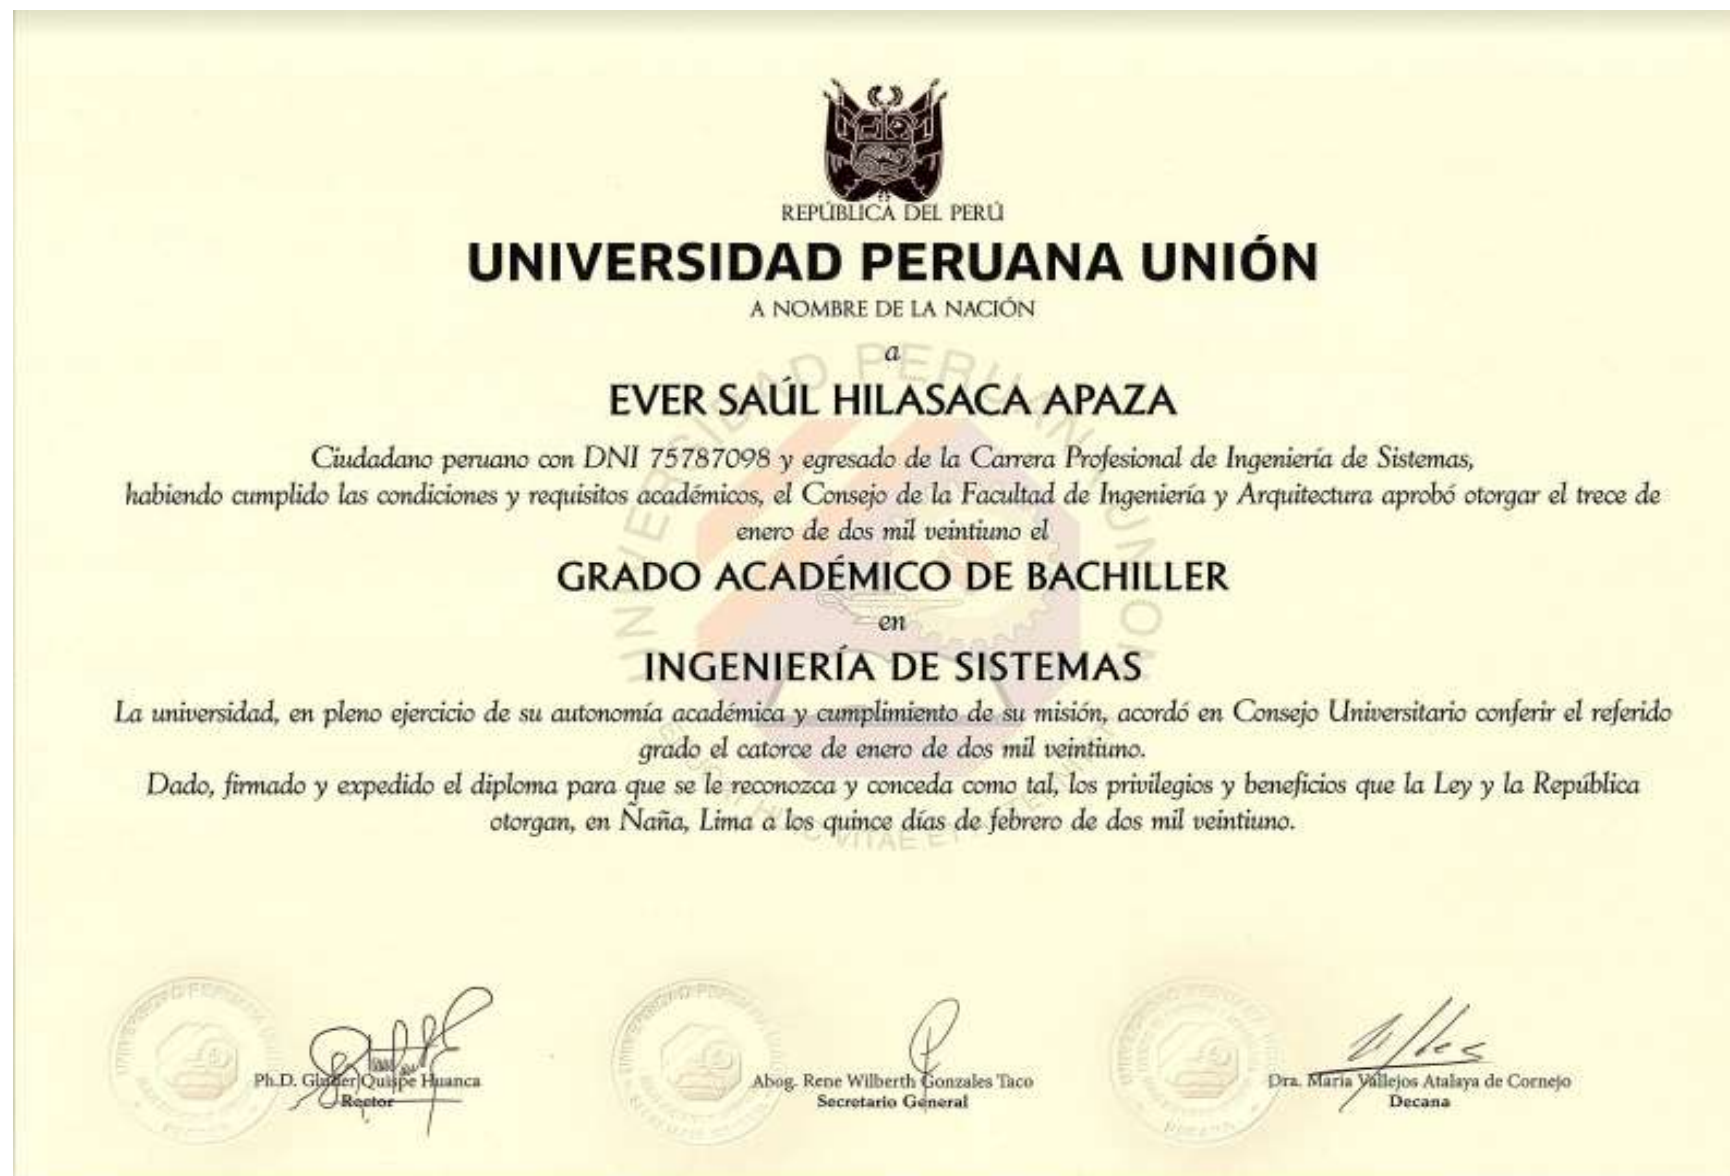 REPÚBLICA DEL PERÚ
UNIVERSIDAD PERUANA UNIÓN
A NOMBRE DE LA NACIÓN
a
EVER SAÚL HILASACA APAZA
Ciudadano peruano con DNI 75787098 y egresado de la Carrera Profesional de Ingeniería de Sistemas,
habiendo cumplido las condiciones y requisitos académicos, el Consejo de la Facultad de Ingeniería y Arquitectura aprobó otorgar el trece de
enero de dos mil veintiuno el
GRADO ACADÉMICO DE BACHILLER
en
INGENIERÍA DE SISTEMAS
La universidad, en pleno ejercicio de su autonomía académica y cumplimiento de su misión, acordó en Consejo Universitario conferir el referido
grado el catorce de enero de dos mil veintiuno.
Dado, firmado y expedido el diploma para que se le reconozca y conceda como tal, los privilegios y beneficios que la Ley y la República
otorgan, en Ñaña, Lima a los quince días de febrero de dos mil veintiuno.
Ph.D. Quispe Huanca
Rector
Abog. Rene Wilberth Gonzales Taco
Secretario General
Dra. Maria Vallejos Atalaya de Cornejo
Decana
UNIVERSIDAD PERUANA UNION